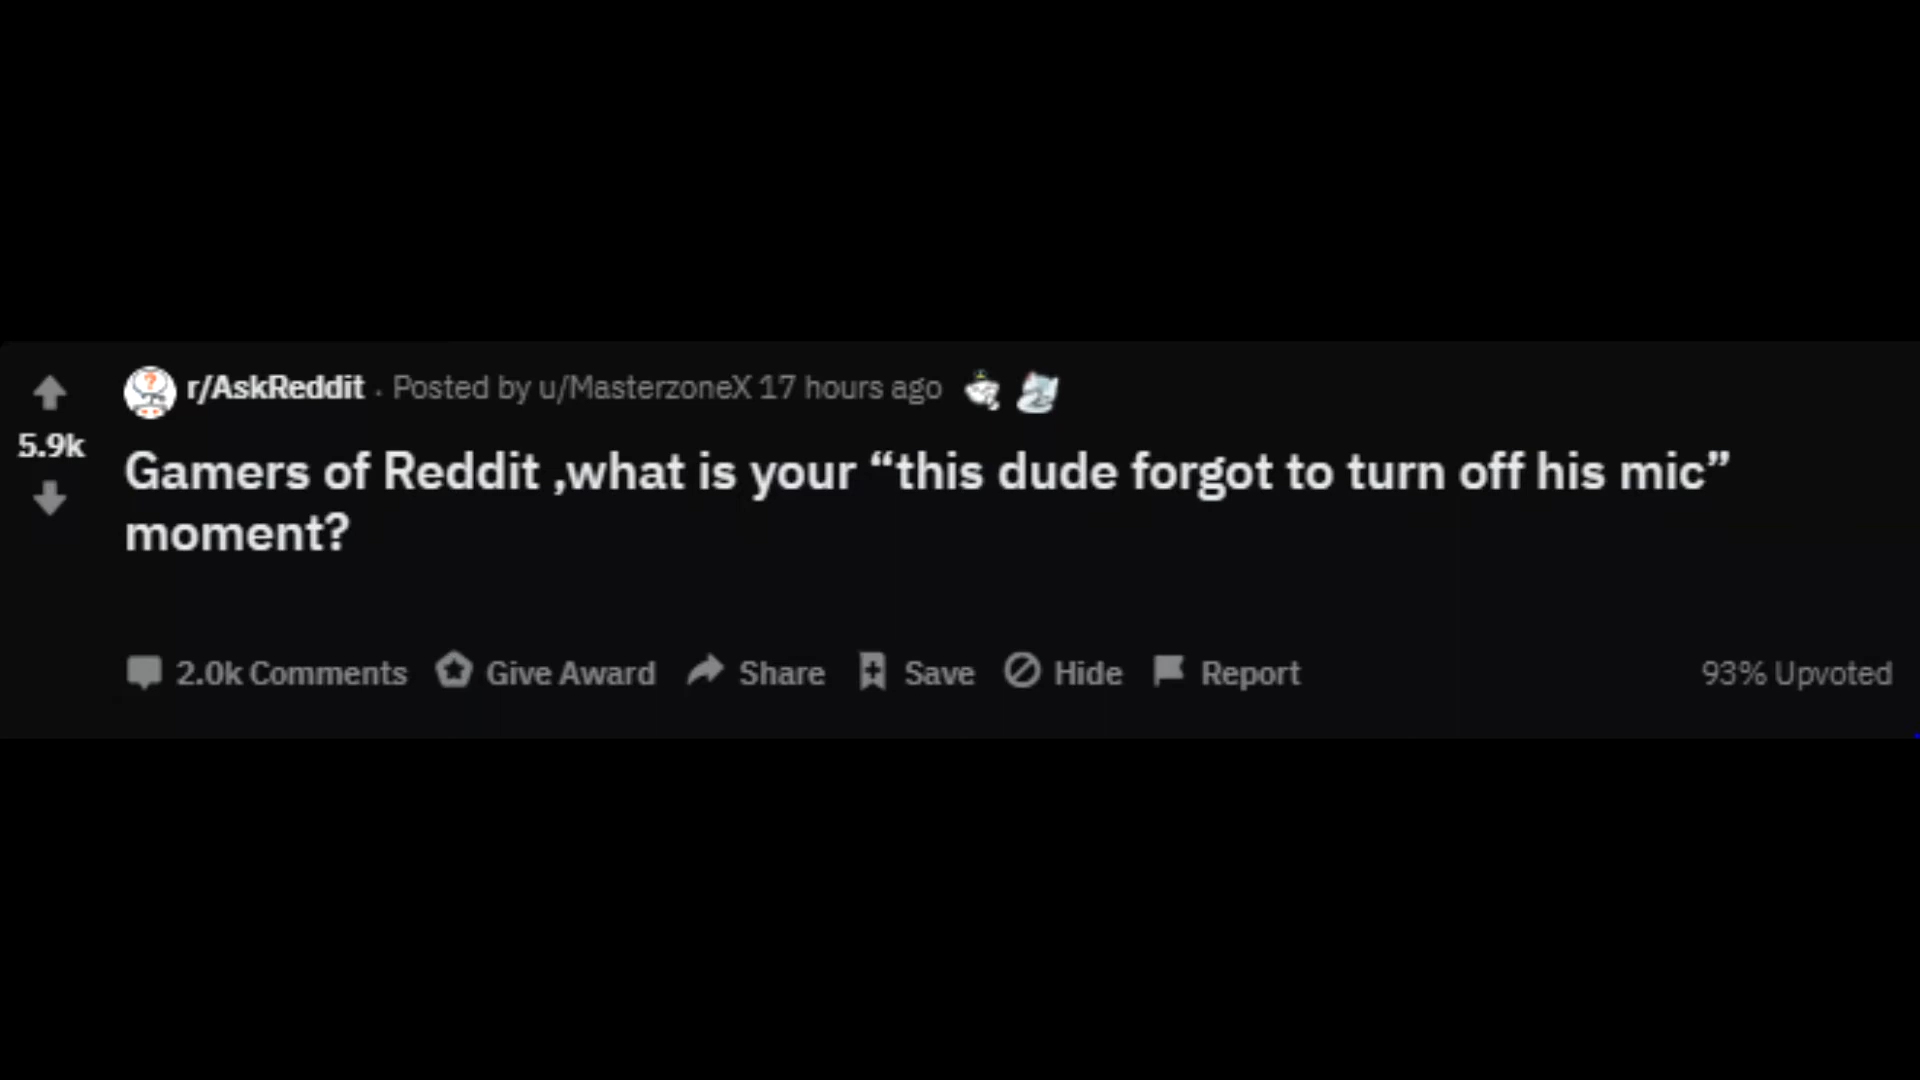 r/AskReddit · Posted by u/MasterzoneX 17 hours ago
5.9k
Gamers of Reddit ,what is your “this dude forgot to turn off his mic”
moment?
2.0k Comments Give Award Share Save Hide Report 93% Upvoted